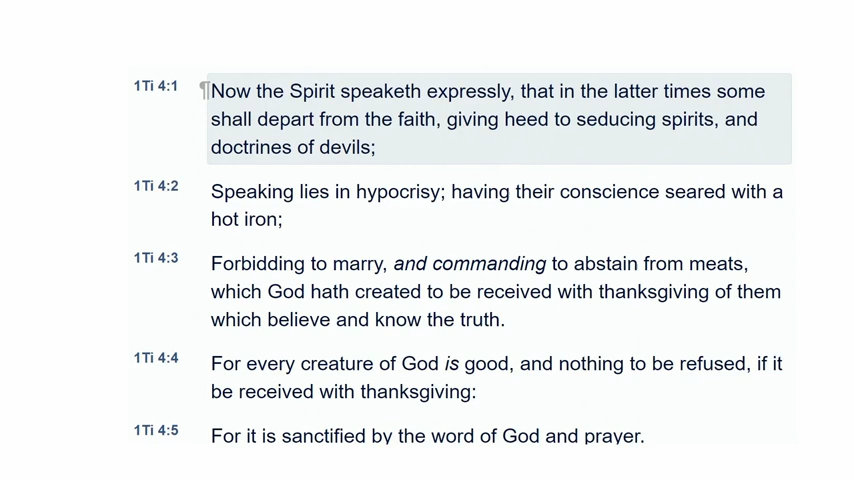 1Ti 4:1 ¶Now the Spirit speaketh expressly, that in the latter times some
shall depart from the faith, giving heed to seducing spirits, and
doctrines of devils;
1Ti 4:2 Speaking lies in hypocrisy; having their conscience seared with a
hot iron;
1Ti 4:3 Forbidding to marry, and commanding to abstain from meats,
which God hath created to be received with thanksgiving of them
which believe and know the truth.
1Ti 4:4 For every creature of God is good, and nothing to be refused, if it
be received with thanksgiving:
1Ti 4:5 For it is sanctified by the word of God and prayer.